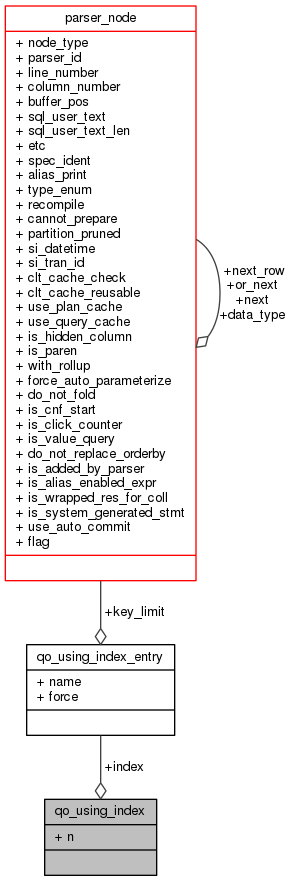 parser_node
+ node_type
+ parser_id
+ line_number
+ column_number
+ buffer_pos
+ sql_user_text
+ sql_user_text_len
+ etc
+ spec_ident
+ alias_print
+ type_enum
+ recompile
+ cannot_prepare
+ partition_pruned
+ si_datetime
+ si_tran_id
+ clt_cache_check
+ clt_cache_reusable
+ use_plan_cache
+ use_query_cache
+ is_hidden_column
+ is_paren
+ with_rollup
+ force_auto_parameterize
+ do_not_fold
+ is_cnf_start
+ is_click_counter
+ is_value_query
+ do_not_replace_orderby
+ is_added_by_parser
+ is_alias_enabled_expr
+ is_wrapped_res_for_coll
+ is_system_generated_stmt
+ use_auto_commit
+ flag
+next_row
+or_next
+next
+data_type
+key_limit
qo_using_index_entry
+ name
+ force
+index
qo_using_index
+ n